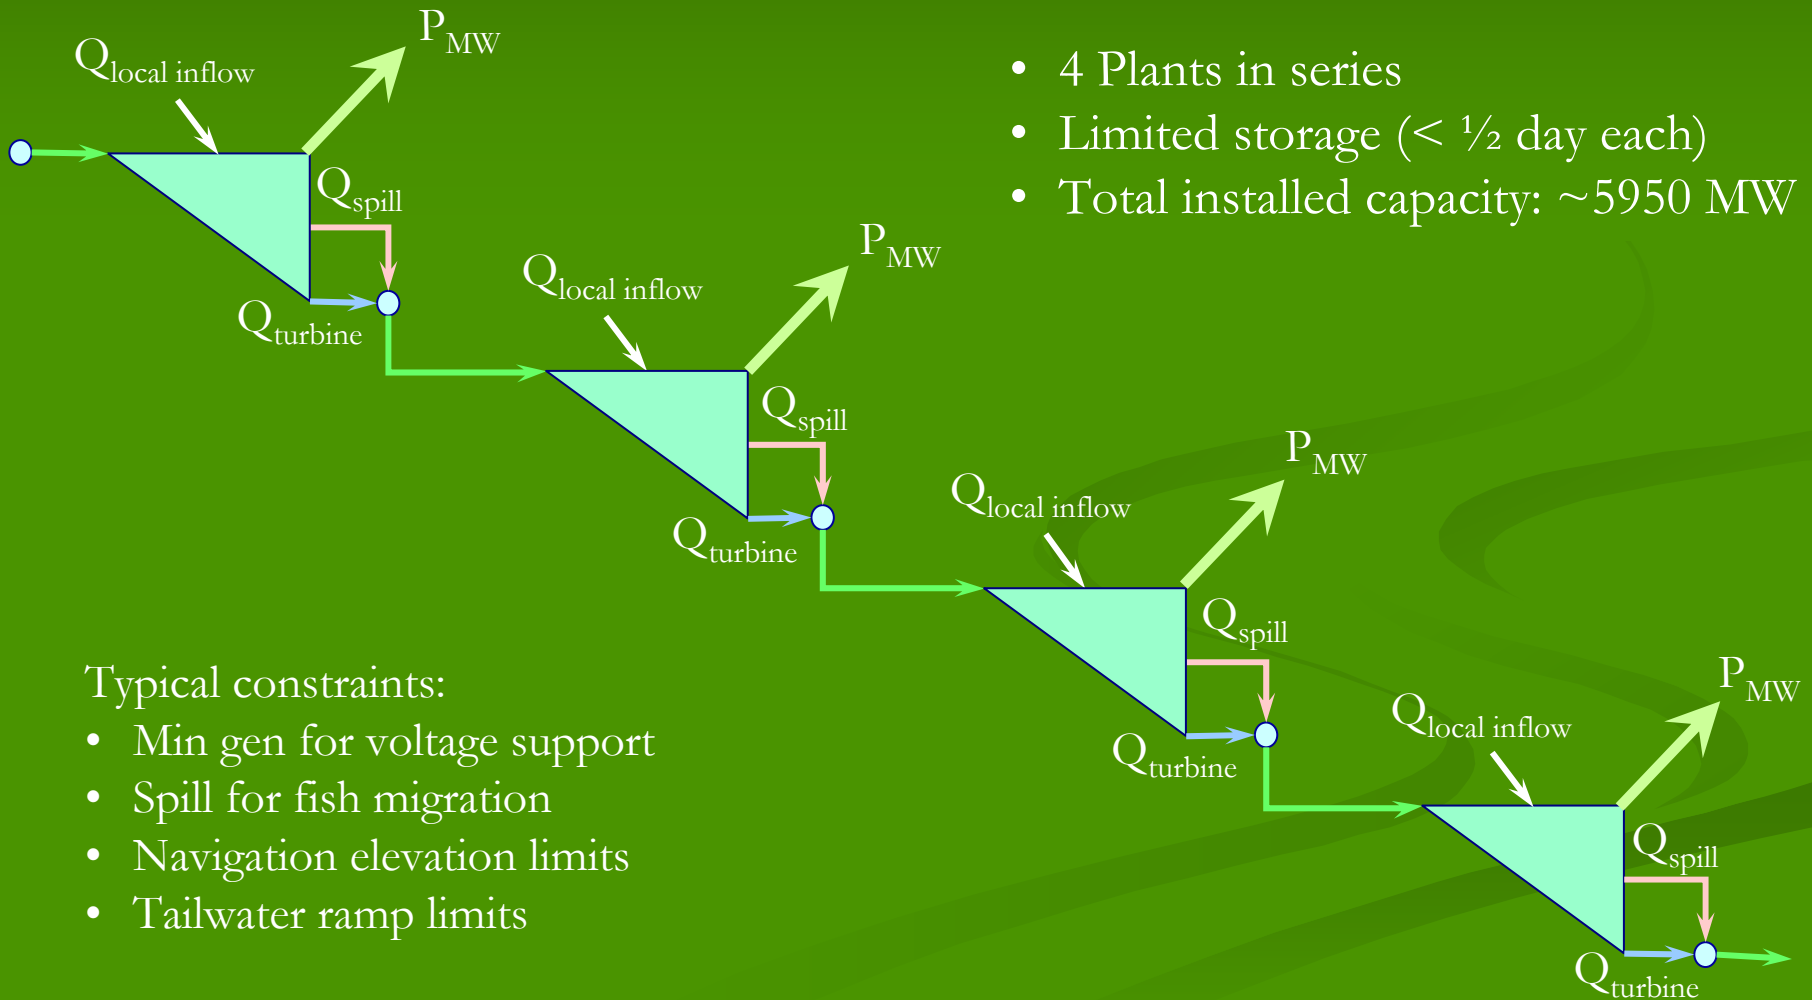 P_MW
Q_local inflow
Q_spill
Q_turbine
• 4 Plants in series
• Limited storage (< ½ day each)
• Total installed capacity: ~5950 MW
P_MW
Q_local inflow
Q_spill
Q_turbine
P_MW
Q_local inflow
Q_spill
Q_turbine
P_MW
Q_local inflow
Q_spill
Q_turbine
Typical constraints:
• Min gen for voltage support
• Spill for fish migration
• Navigation elevation limits
• Tailwater ramp limits